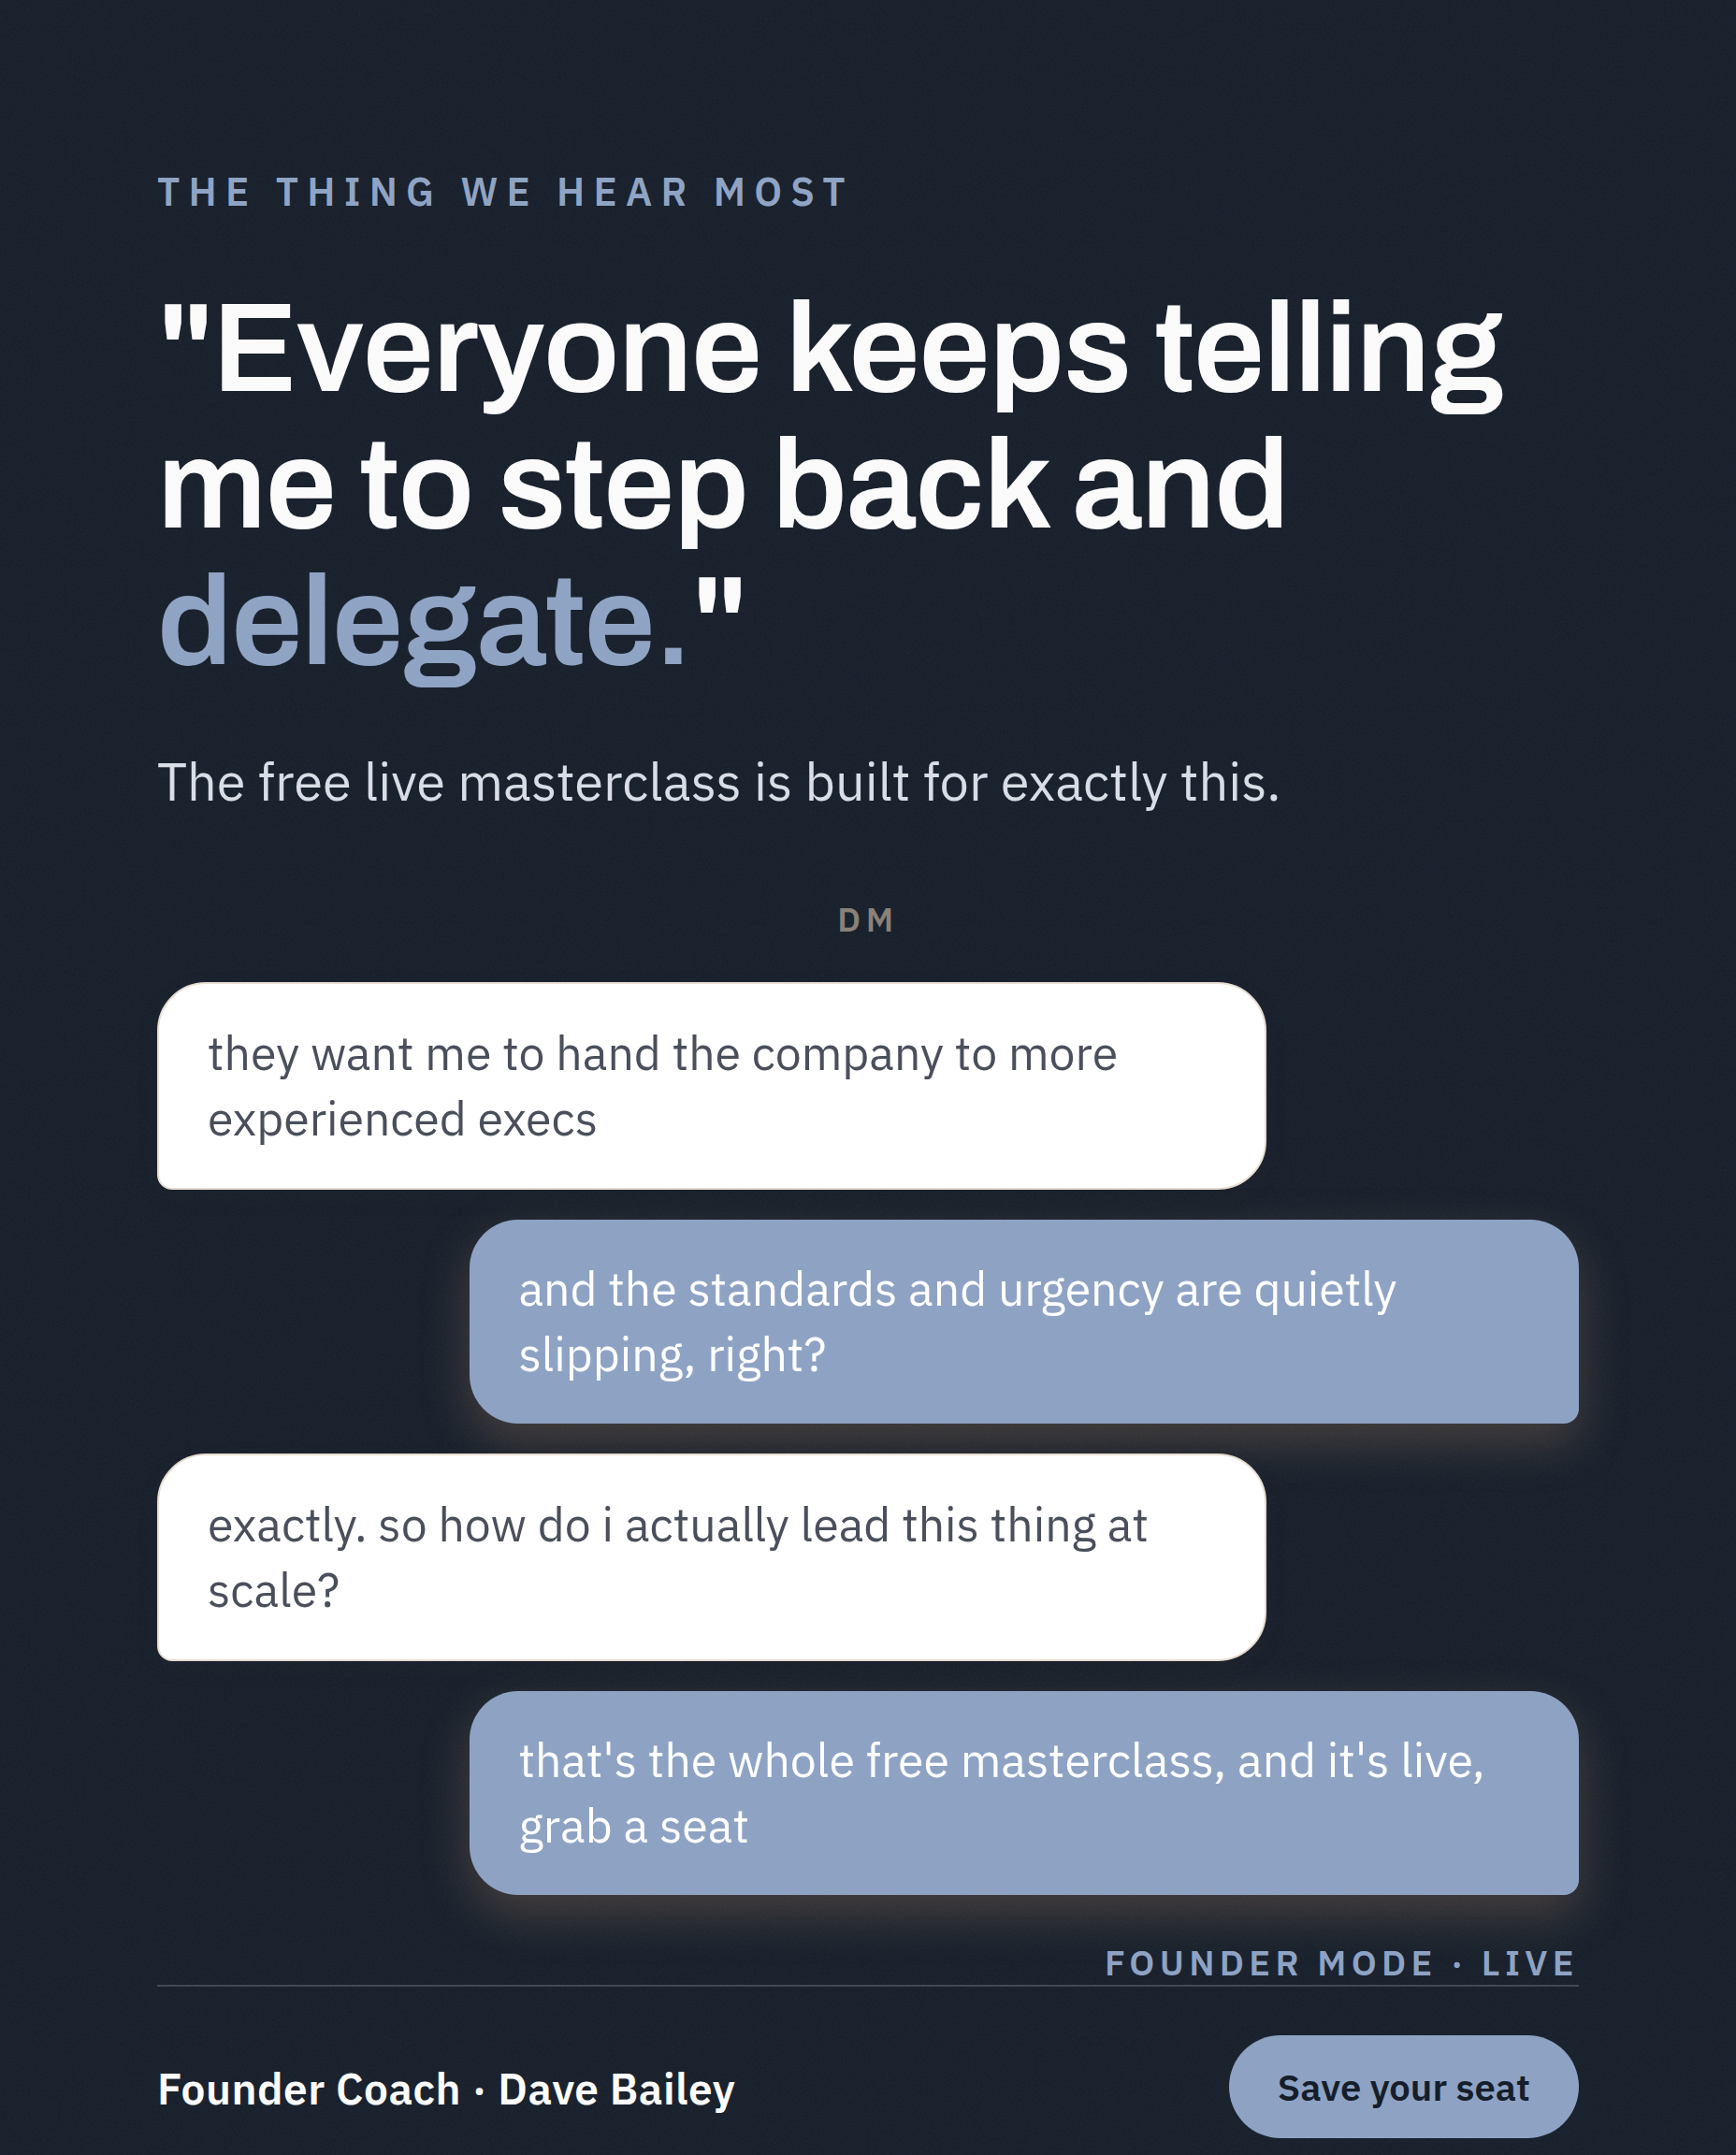 THE THING WE HEAR MOST
"Everyone keeps telling
me to step back and
delegate."
The free live masterclass is built for exactly this.
DM
they want me to hand the company to more
experienced execs
and the standards and urgency are quietly
slipping, right?
exactly. so how do i actually lead this thing at
scale?
that's the whole free masterclass, and it's live,
grab a seat
FOUNDER MODE · LIVE
Founder Coach · Dave Bailey
Save your seat